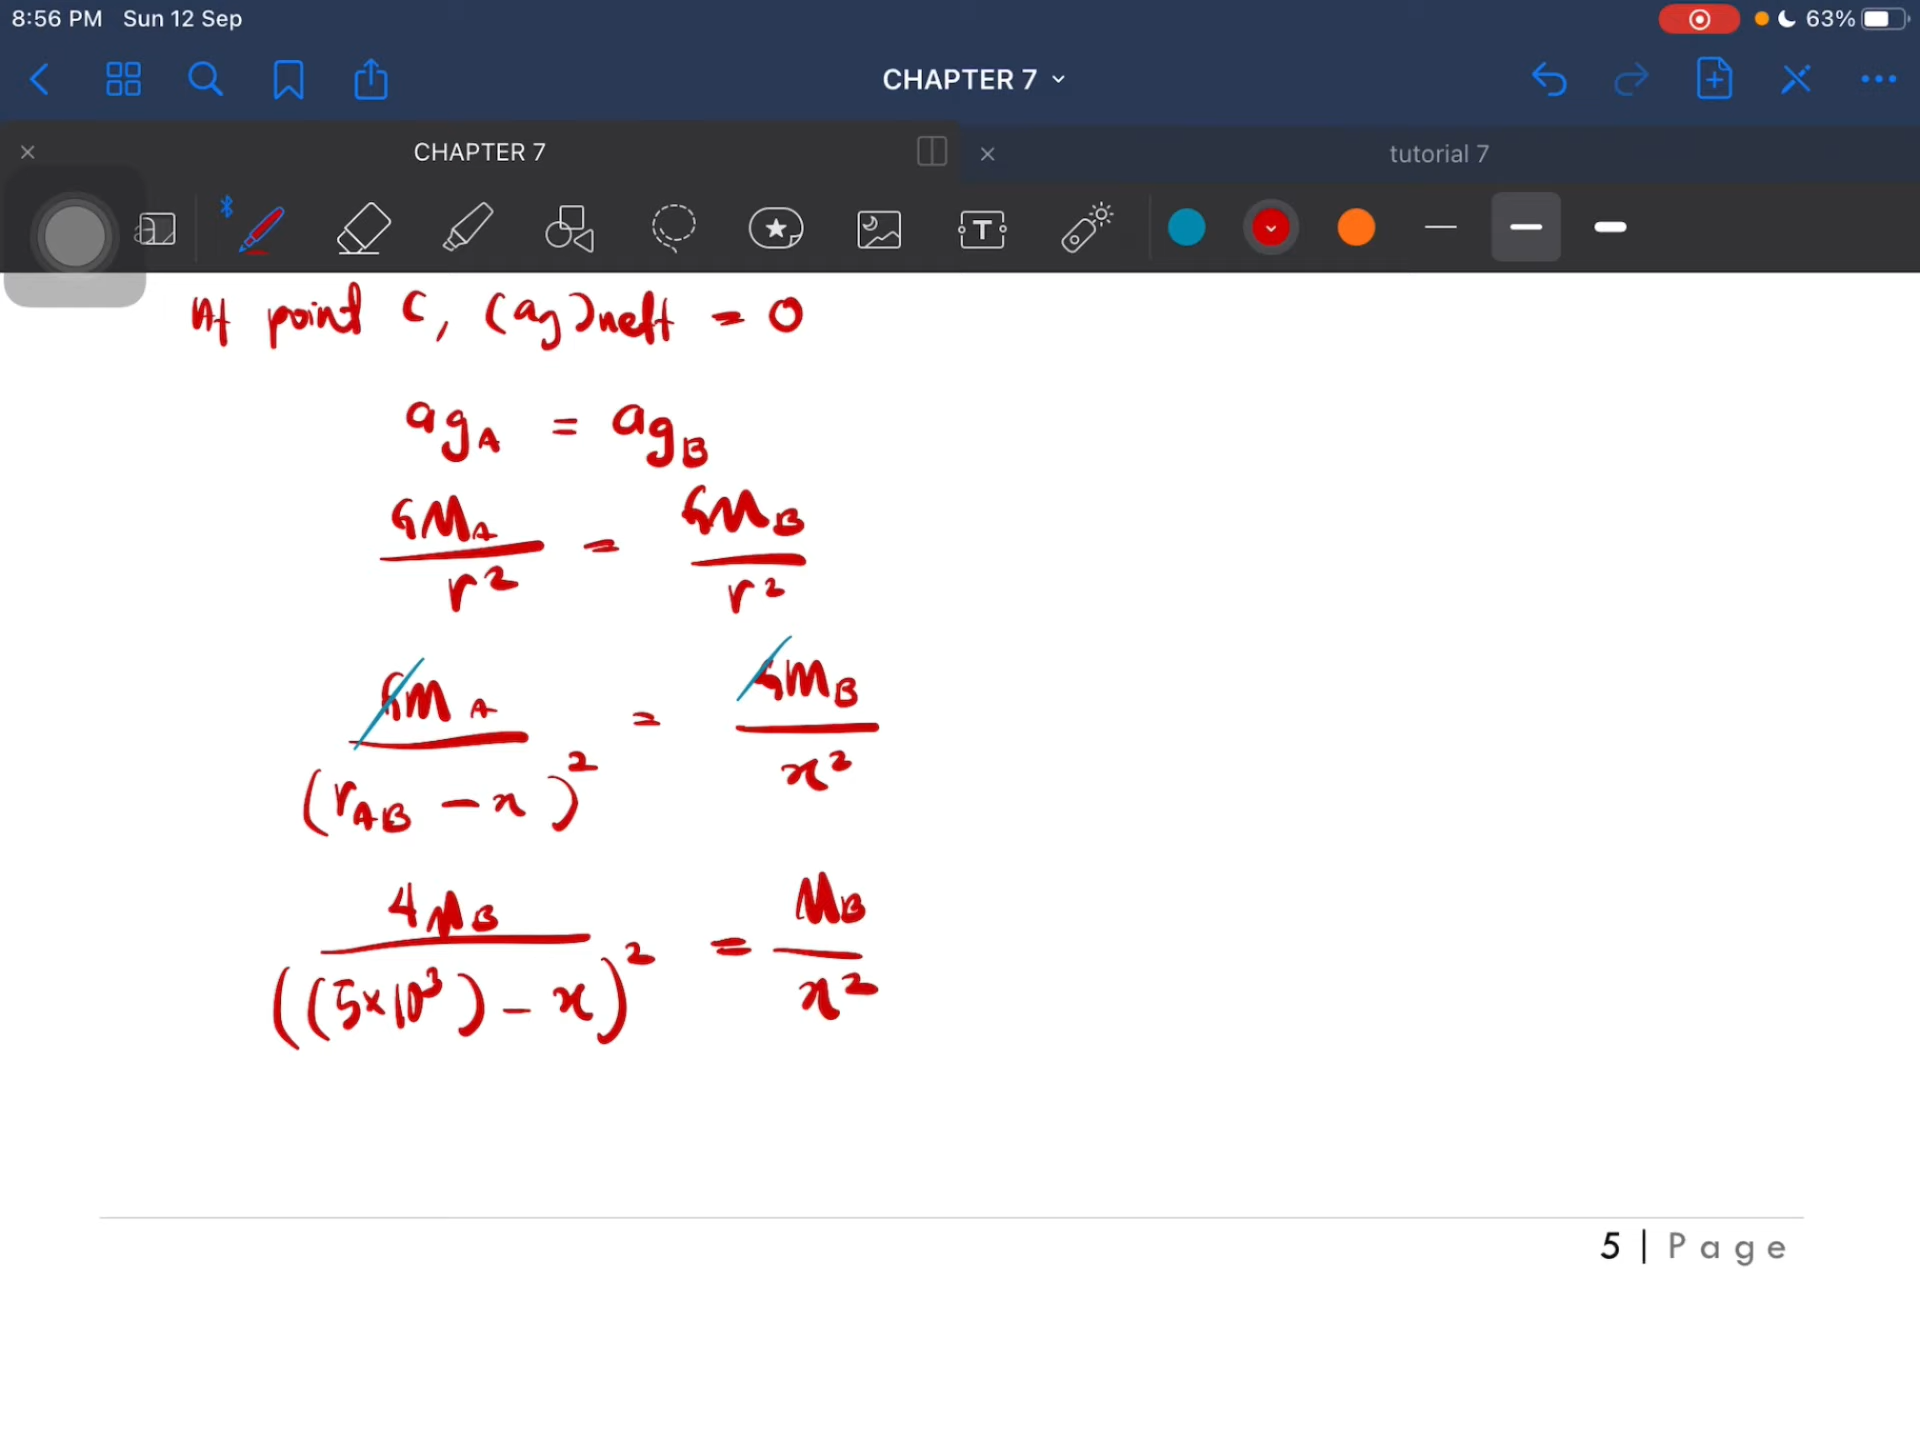 8:56 PM Sun 12 Sep 63%
CHAPTER 7
CHAPTER 7 tutorial 7
At point C, (ag)nett = 0
agA = agB
GMA / r² = GMB / r²
GMA / (rAB - x)² = GMB / x²
4MB / ((5×10³) - x)² = MB / x²
5 | Page